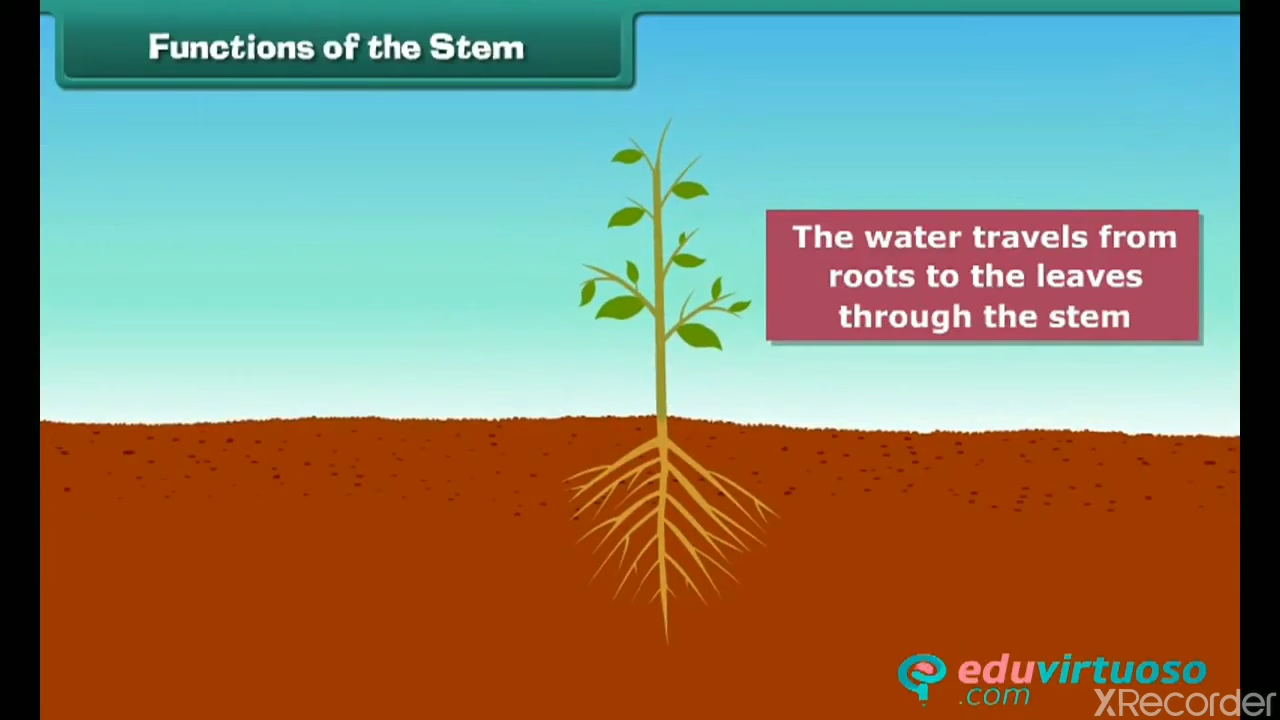 Functions of the Stem
The water travels from
roots to the leaves
through the stem
eduvirtuoso
.com
XRecorder